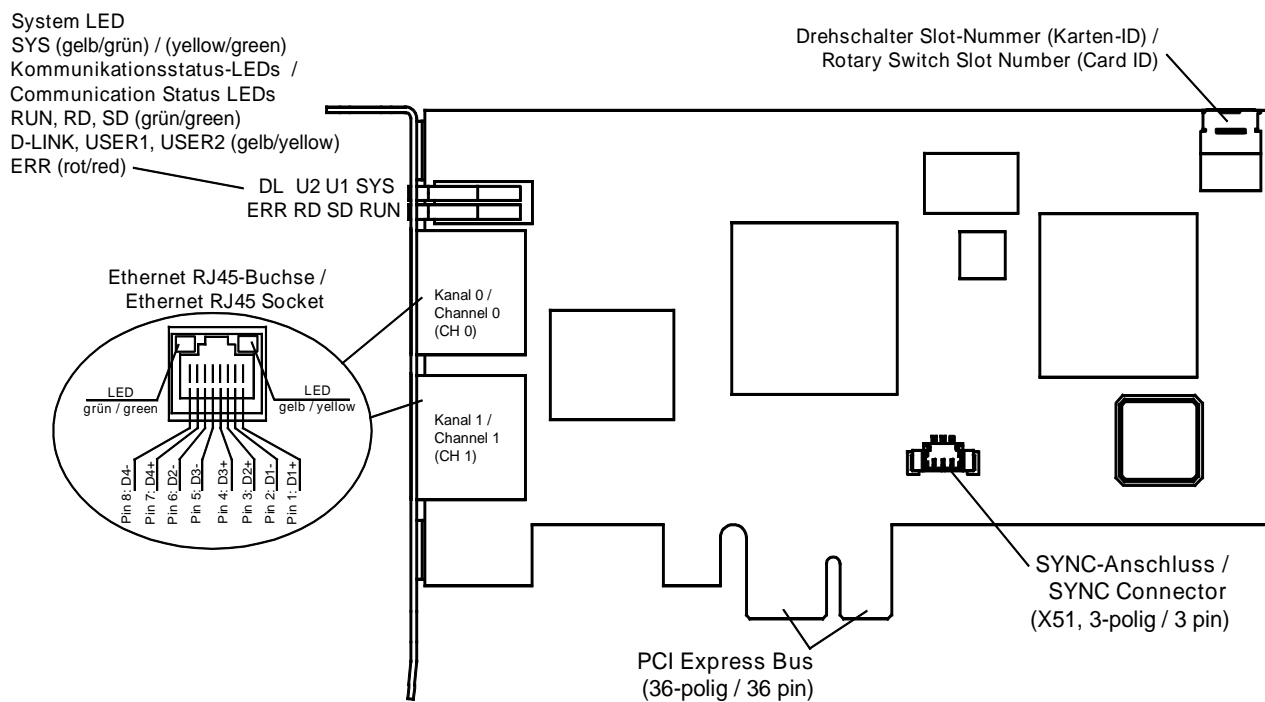 System LED
SYS (gelb/grün) / (yellow/green)
Kommunikationsstatus-LEDs /
Communication Status LEDs
RUN, RD, SD (grün/green)
D-LINK, USER1, USER2 (gelb/yellow)
ERR (rot/red)
DL U2 U1 SYS
ERR RD SD RUN
Drehschalter Slot-Nummer (Karten-ID) /
Rotary Switch Slot Number (Card ID)
Ethernet RJ45-Buchse /
Ethernet RJ45 Socket
LED
grün / green
LED
gelb / yellow
Pin 8: D4-
Pin 7: D4+
Pin 6: D2-
Pin 5: D3-
Pin 4: D3+
Pin 3: D2+
Pin 2: D1-
Pin 1: D1+
Kanal 0 /
Channel 0
(CH 0)
Kanal 1 /
Channel 1
(CH 1)
SYNC-Anschluss /
SYNC Connector
(X51, 3-polig / 3 pin)
PCI Express Bus
(36-polig / 36 pin)